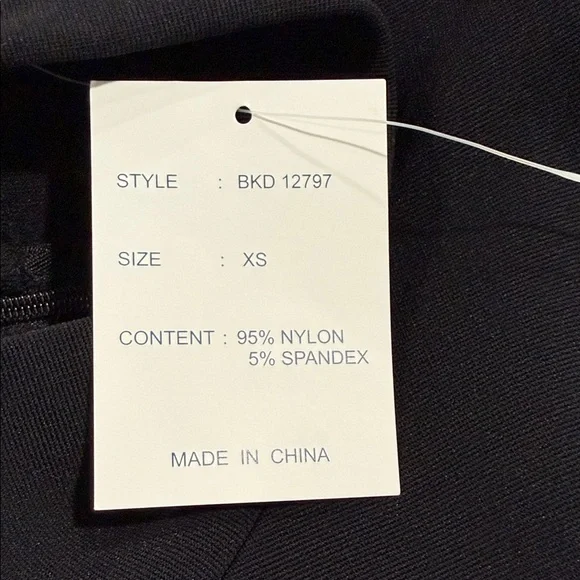 STYLE : BKD 12797
SIZE : XS
CONTENT : 95% NYLON
5% SPANDEX
MADE IN CHINA